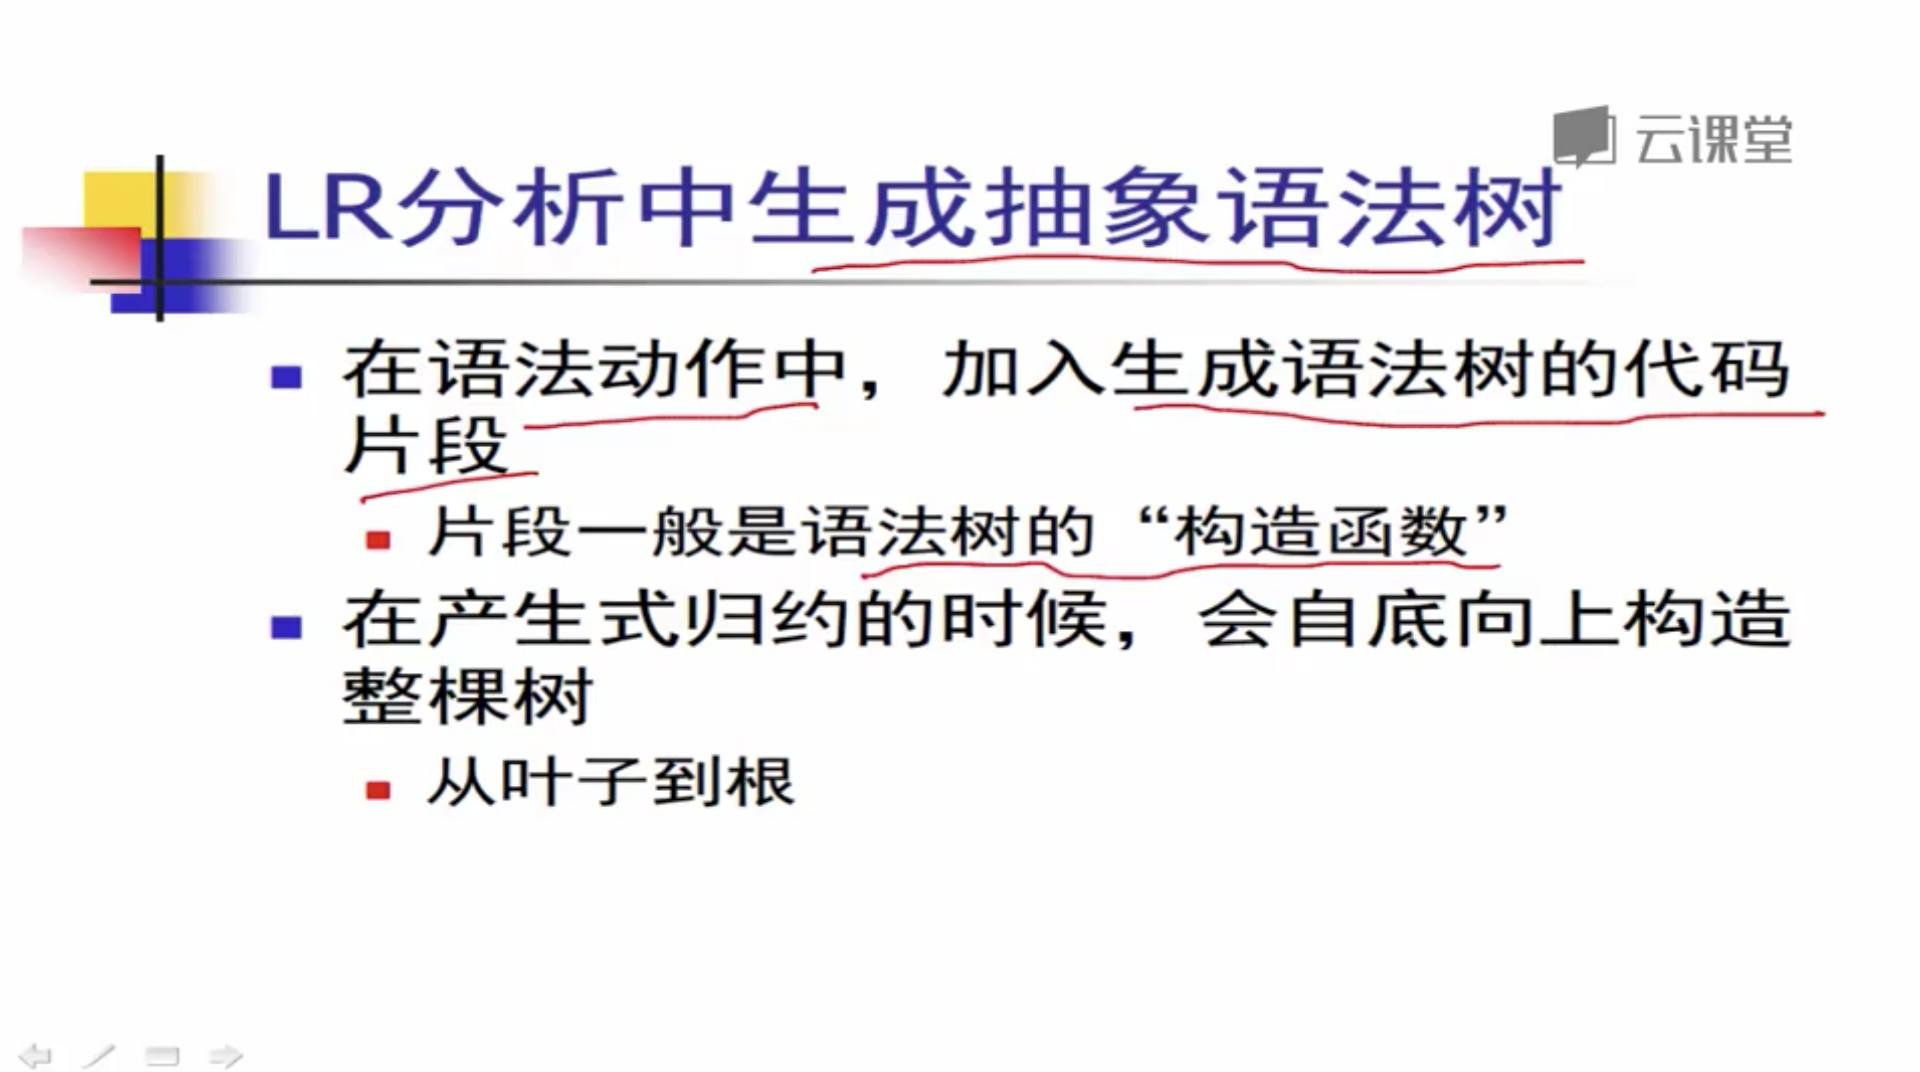 云课堂
LR分析中生成抽象语法树
在语法动作中，加入生成语法树的代码
片段
片段一般是语法树的“构造函数”
在产生式归约的时候，会自底向上构造
整棵树
从叶子到根